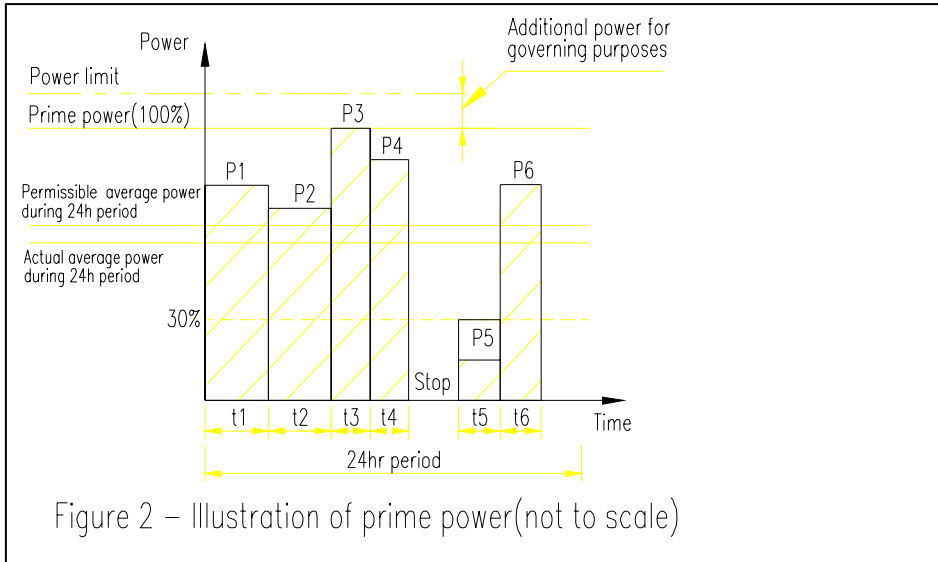 Power
Additional power for
governing purposes
Power limit
Prime power(100%)
P3
P4
P1
P6
Permissible average power
during 24h period
P2
Actual average power
during 24h period
30%
P5
Stop
t1 t2 t3 t4 t5 t6
Time
24hr period
Figure 2 – Illustration of prime power(not to scale)